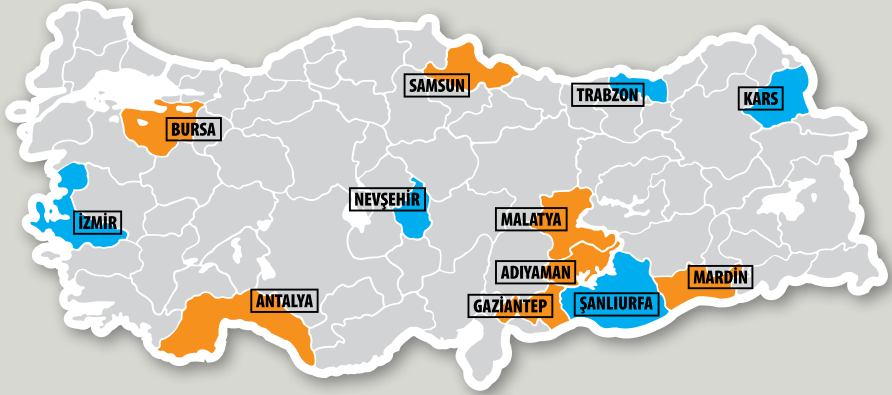 SAMSUN
TRABZON
KARS
BURSA
NEVŞEHİR
İZMİR
MALATYA
ADIYAMAN
MARDİN
ANTALYA
GAZİANTEP
ŞANLIURFA